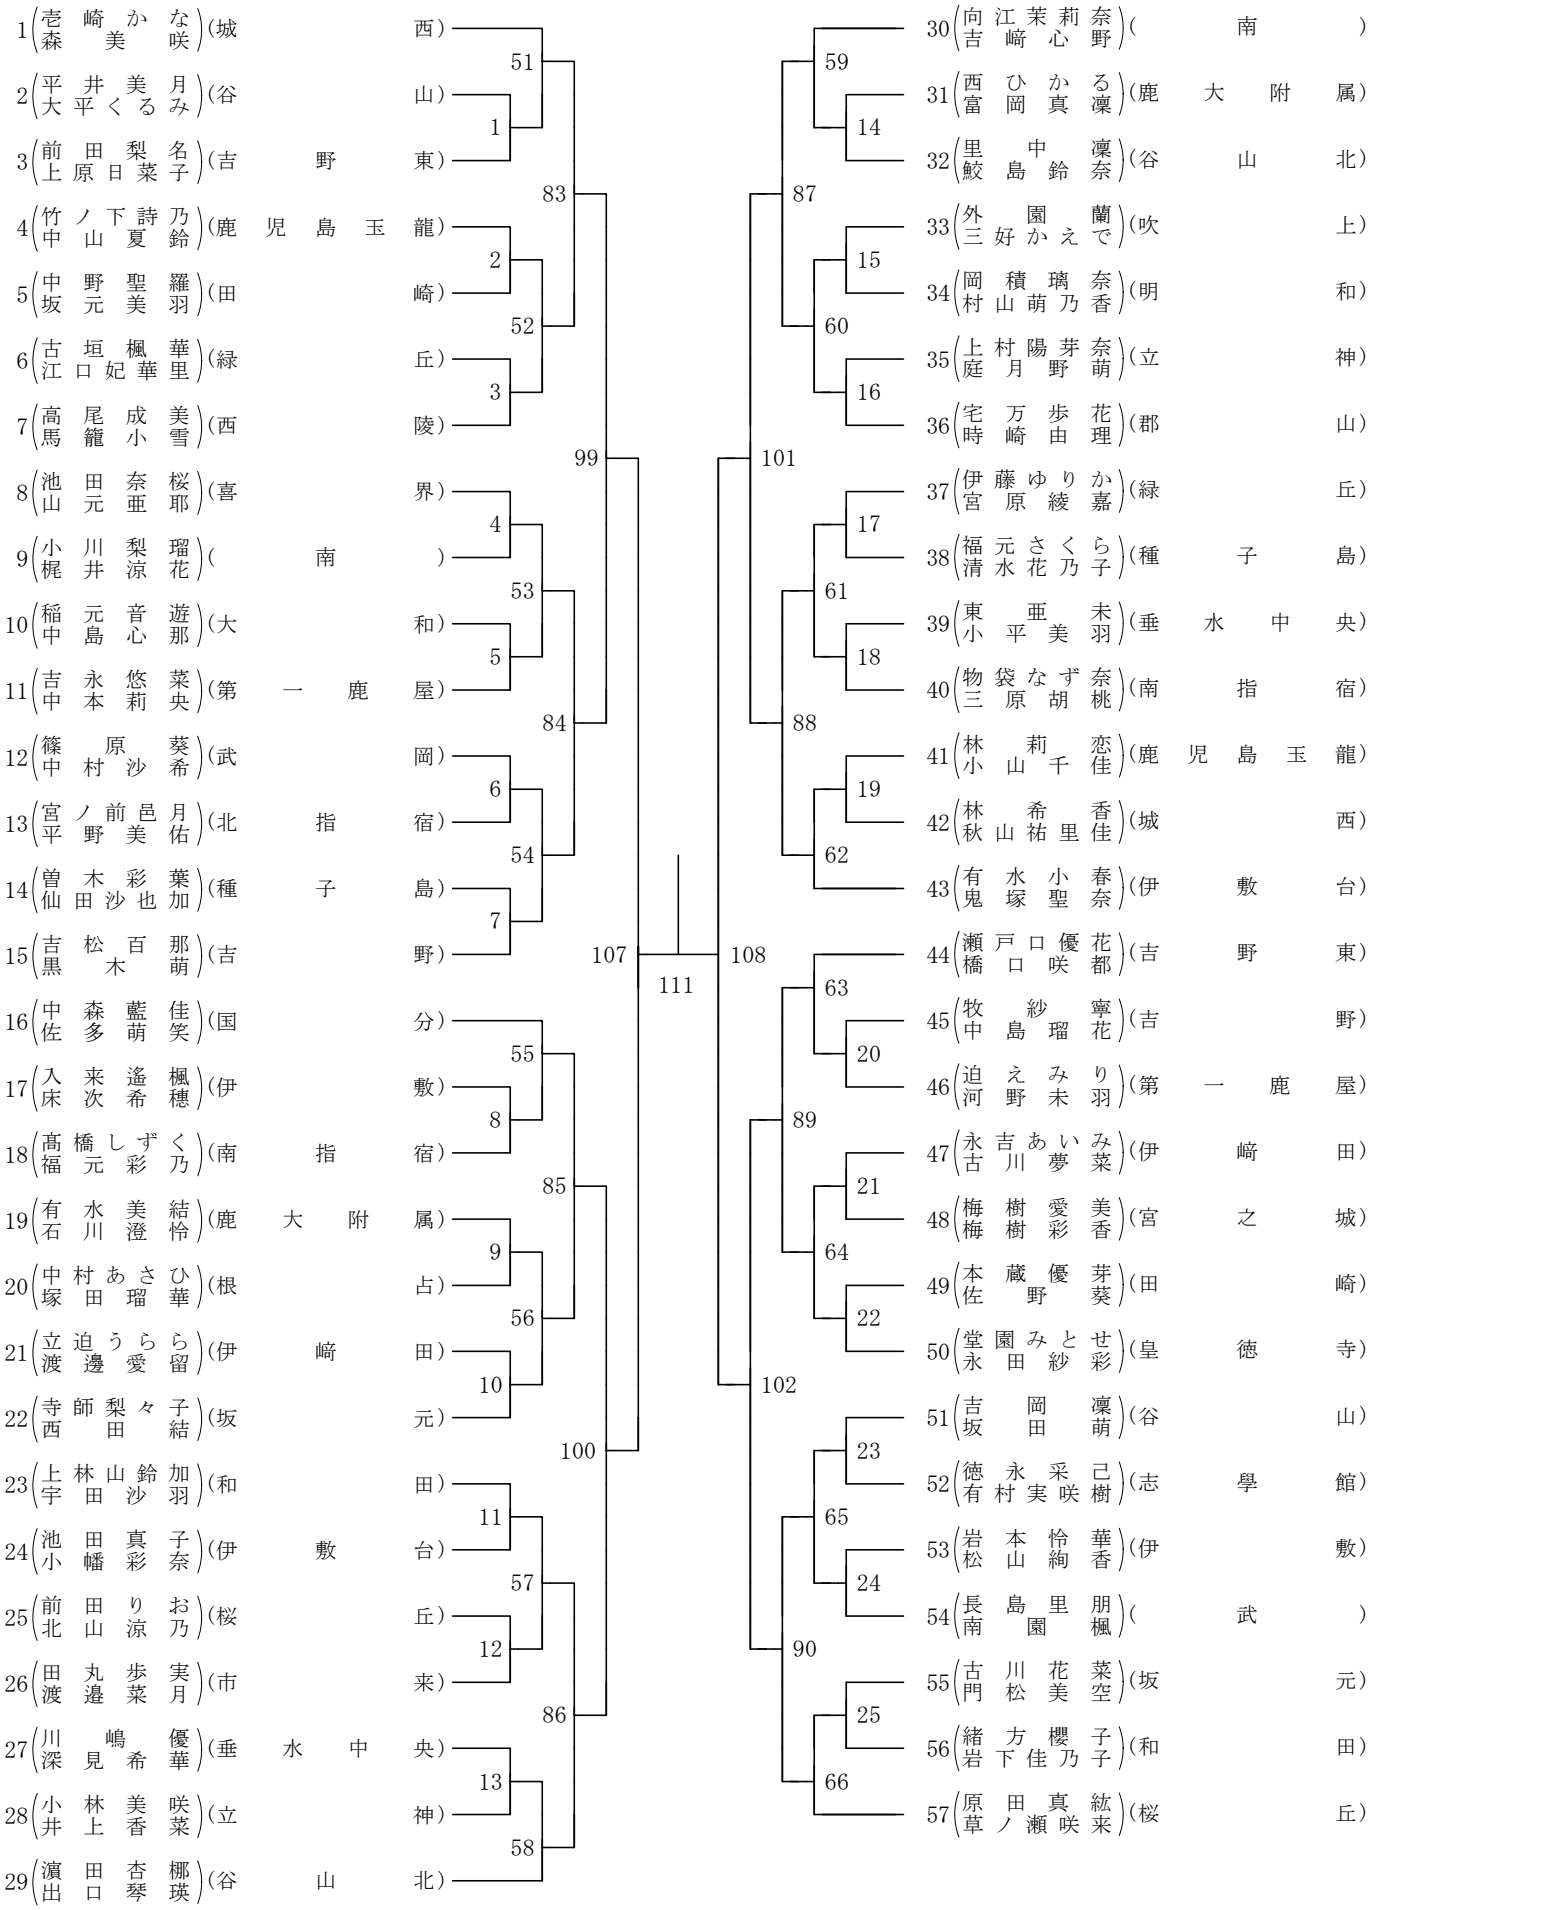 1(壱崎かな 森美咲)(城西)
2(平井美月 大平くるみ)(谷山)
3(前田梨名 上原日菜子)(吉野東)
4(竹ノ下詩乃 中山夏鈴)(鹿児島玉龍)
5(中野聖羅 坂元美羽)(田崎)
6(古垣楓華 江口妃華里)(緑丘)
7(高尾成美 馬籠小雪)(西陵)
8(池田奈桜 山元亜耶)(喜界)
9(小川梨瑠 梶井涼花)(南)
10(稲元音遊 中島心那)(大和)
11(吉永悠菜 中本莉央)(第一鹿屋)
12(篠原葵 中村沙希)(武岡)
13(宮ノ前邑月 平野美佑)(北指宿)
14(曽木彩葉 仙田沙也加)(種子島)
15(吉松百那 黒木萌)(吉野)
16(中森藍佳 佐多萌笑)(国分)
17(入来遙楓 床次希穂)(伊敷)
18(髙橋しずく 福元彩乃)(南指宿)
19(有水美結 石川澄怜)(鹿大附属)
20(中村あさひ 塚田瑠華)(根占)
21(立迫うらら 渡邊愛留)(伊﨑田)
22(寺師梨々子 西田結)(坂元)
23(上林山鈴加 宇田沙羽)(和田)
24(池田真子 小幡彩奈)(伊敷台)
25(前田りお 北山涼乃)(桜丘)
26(田丸歩実 渡邉菜月)(市来)
27(川嶋優 深見希華)(垂水中央)
28(小林美咲 井上香菜)(立神)
29(濵田杏梛 出口琴瑛)(谷山北)
51
1
83
2
52
3
99
4
53
5
84
6
54
7
107
55
8
85
9
56
10
100
11
57
12
86
13
58
111
108
59
14
87
15
60
16
101
17
61
18
88
19
62
63
20
89
21
64
22
102
23
65
24
90
25
66
30(向江茉莉奈 吉﨑心野)(南)
31(西ひかる 富岡真凜)(鹿大附属)
32(里中凜 鮫島鈴奈)(谷山北)
33(外園蘭 三好かえで)(吹上)
34(岡積璃奈 村山萌乃香)(明和)
35(上村陽芽奈 庭月野萌)(立神)
36(宅万歩花 時崎由理)(郡山)
37(伊藤ゆりか 宮原綾嘉)(緑丘)
38(福元さくら 清水花乃子)(種子島)
39(東亜未 小平美羽)(垂水中央)
40(物袋なず奈 三原胡桃)(南指宿)
41(林莉恋 小山千佳)(鹿児島玉龍)
42(林希香 秋山祐里佳)(城西)
43(有水小春 鬼塚聖奈)(伊敷台)
44(瀬戸口優花 橋口咲都)(吉野東)
45(牧紗寧 中島瑠花)(吉野)
46(迫えみり 河野未羽)(第一鹿屋)
47(永吉あいみ 古川夢菜)(伊﨑田)
48(梅樹愛美 梅樹彩香)(宮之城)
49(本蔵優芽 佐野葵)(田崎)
50(堂園みとせ 永田紗彩)(皇徳寺)
51(吉岡凜 坂田萌)(谷山)
52(徳永采己 有村実咲樹)(志學館)
53(岩本怜華 松山絢香)(伊敷)
54(長島里朋 南園楓)(武)
55(古川花菜 門松美空)(坂元)
56(緒方櫻子 岩下佳乃子)(和田)
57(原田真紘 草ノ瀬咲来)(桜丘)